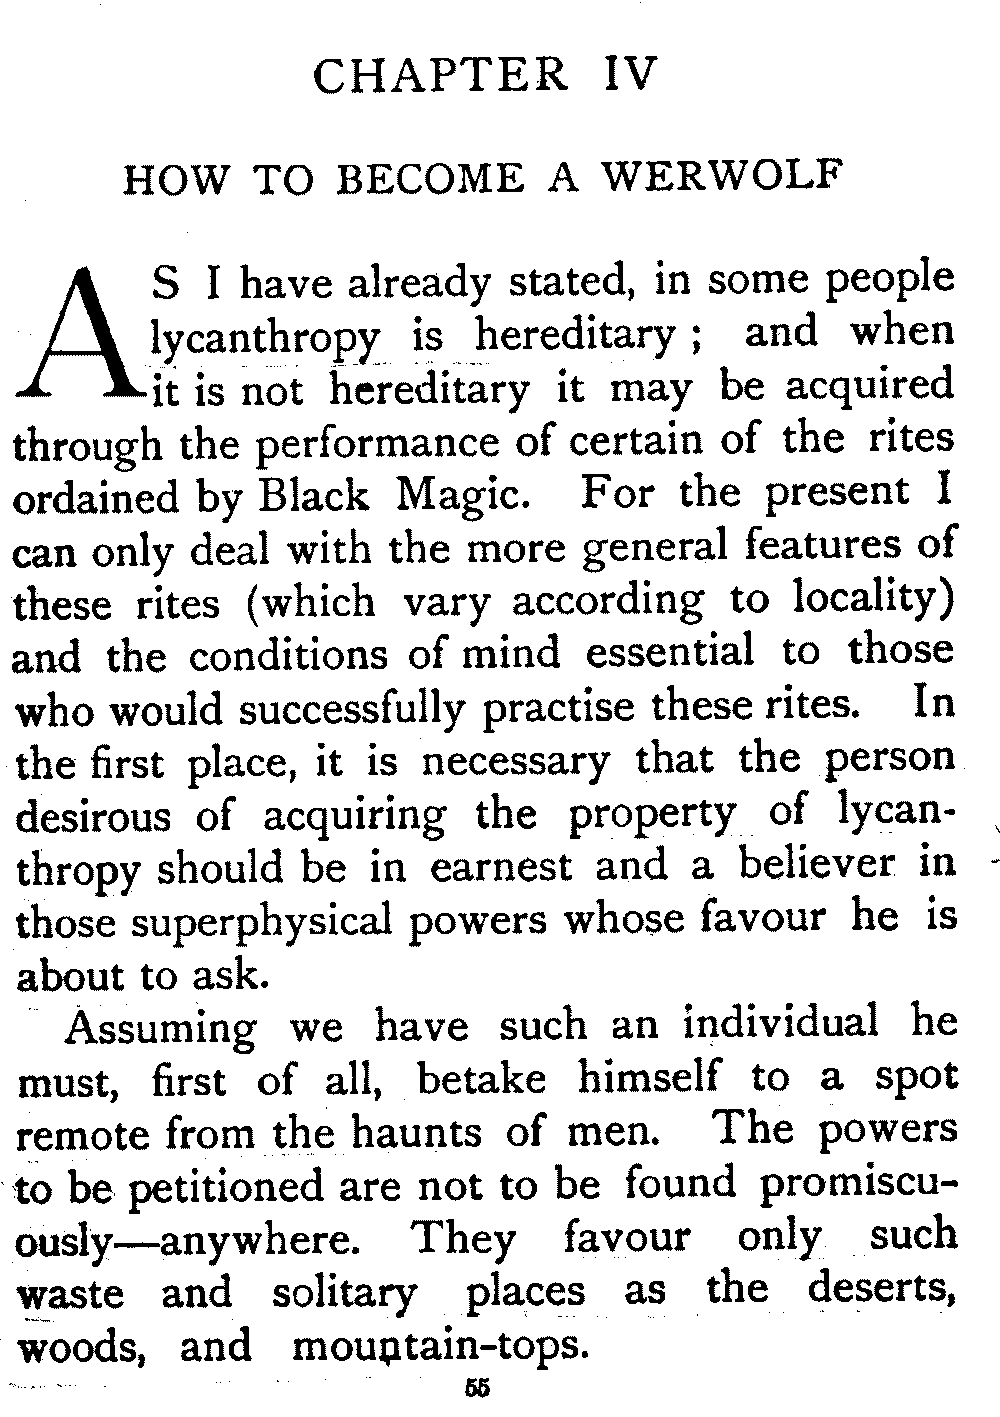 CHAPTER IV
HOW TO BECOME A WERWOLF
AS I have already stated, in some people
lycanthropy is hereditary; and when
it is not hereditary it may be acquired
through the performance of certain of the rites
ordained by Black Magic. For the present I
can only deal with the more general features of
these rites (which vary according to locality)
and the conditions of mind essential to those
who would successfully practise these rites. In
the first place, it is necessary that the person
desirous of acquiring the property of lycan-
thropy should be in earnest and a believer in
those superphysical powers whose favour he is
about to ask.
Assuming we have such an individual he
must, first of all, betake himself to a spot
remote from the haunts of men. The powers
to be petitioned are not to be found promiscu-
ously—anywhere. They favour only such
waste and solitary places as the deserts,
woods, and mountain-tops.
55